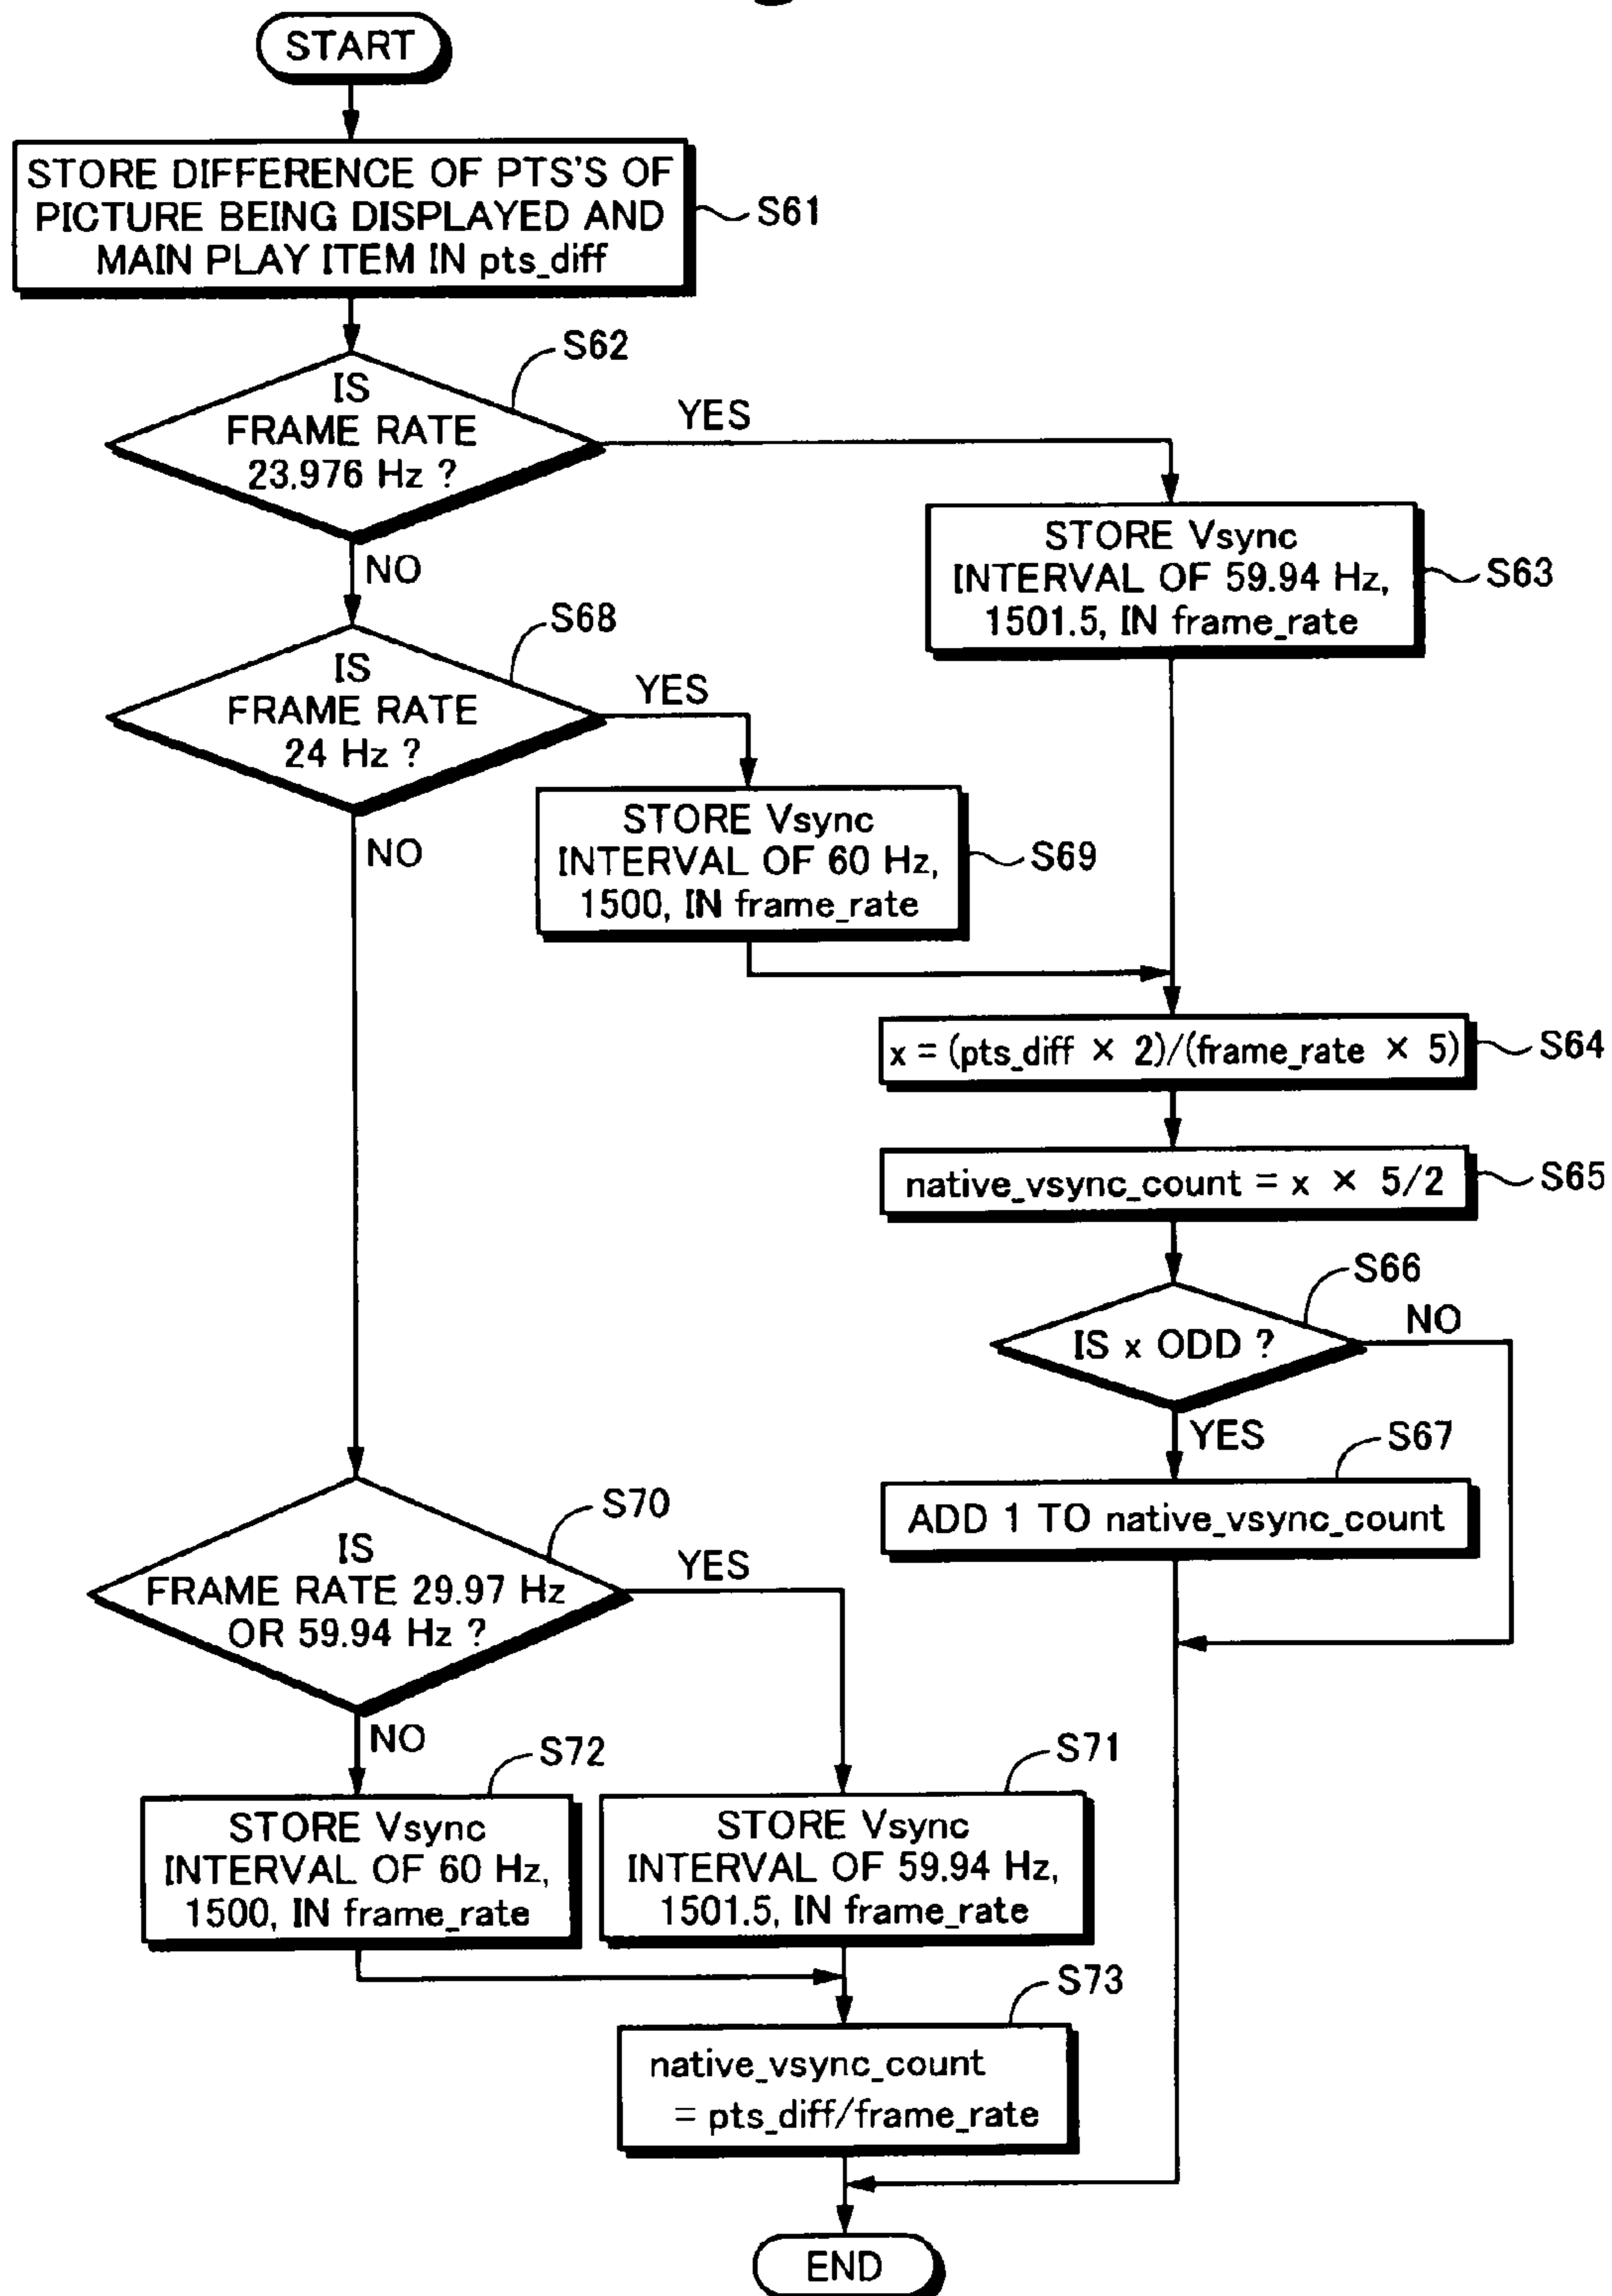 START
STORE DIFFERENCE OF PTS'S OF
PICTURE BEING DISPLAYED AND
MAIN PLAY ITEM IN pts_diff
S61
S62
IS
FRAME RATE
23.976 Hz ?
YES
NO
STORE Vsync
INTERVAL OF 59.94 Hz,
1501.5, IN frame_rate
S63
S68
IS
FRAME RATE
24 Hz ?
YES
NO
STORE Vsync
INTERVAL OF 60 Hz,
1500, IN frame_rate
S69
x = (pts_diff × 2)/(frame_rate × 5)
S64
native_vsync_count = x × 5/2
S65
S66
IS x ODD ?
NO
YES
S67
ADD 1 TO native_vsync_count
S70
IS
FRAME RATE 29.97 Hz
OR 59.94 Hz ?
YES
NO
S72
STORE Vsync
INTERVAL OF 60 Hz,
1500, IN frame_rate
S71
STORE Vsync
INTERVAL OF 59.94 Hz,
1501.5, IN frame_rate
S73
native_vsync_count
= pts_diff/frame_rate
END